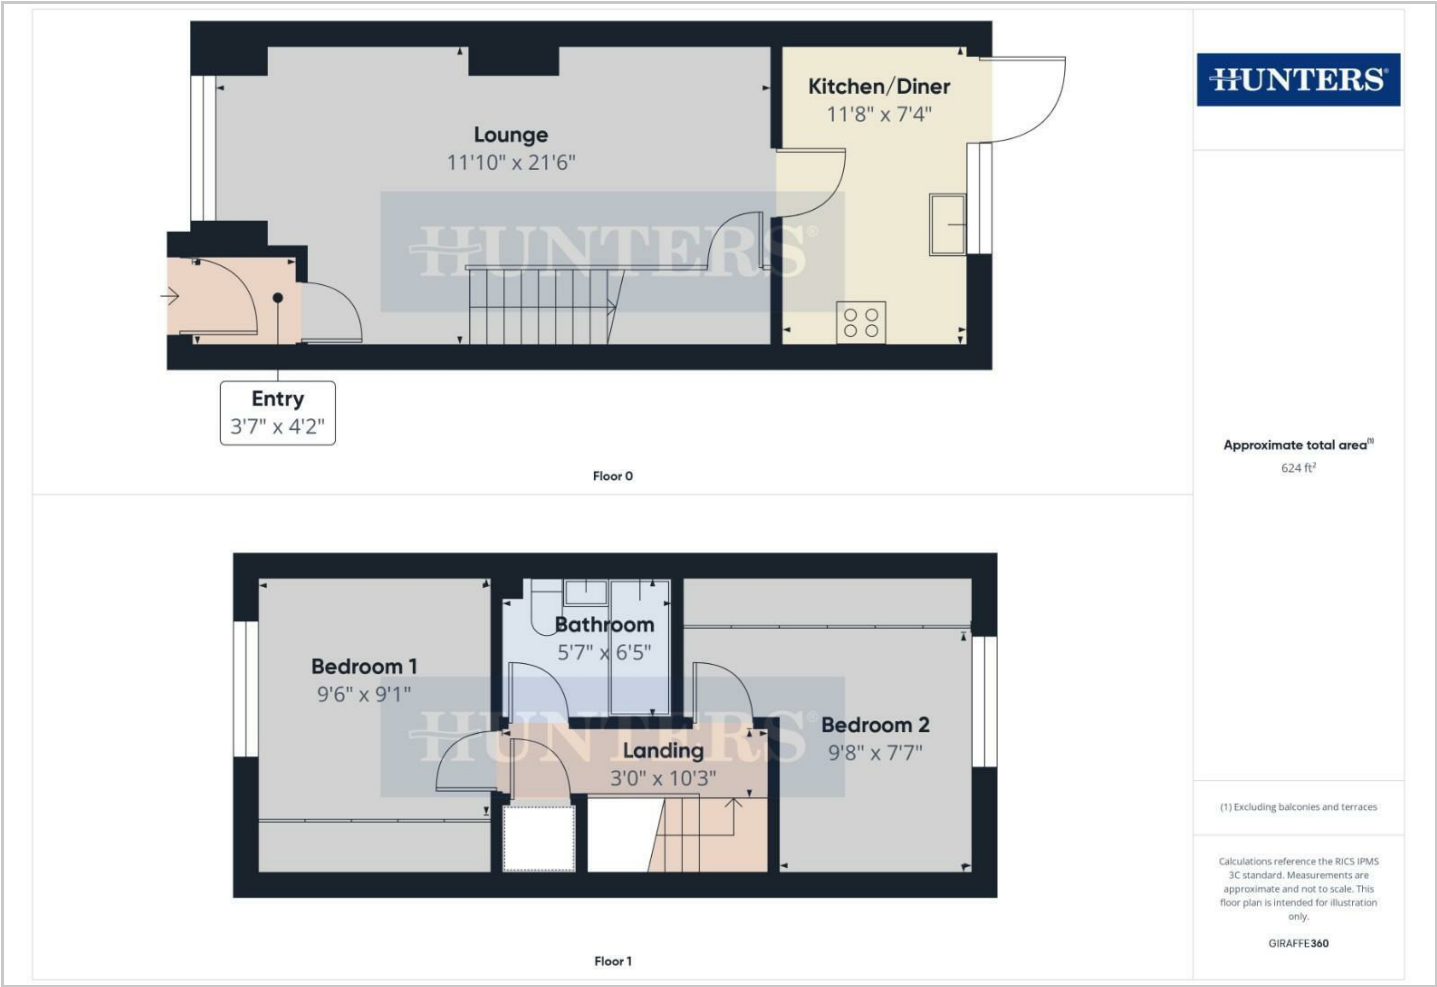 HUNTERS®
Kitchen/Diner
11'8" x 7'4"
Lounge
11'10" x 21'6"
HUNTERS®
Entry
3'7" x 4'2"
Floor 0
Approximate total area⁽¹⁾
624 ft²
Bathroom
5'7" x 6'5"
Bedroom 1
9'6" x 9'1"
HUNTERS®
Landing
3'0" x 10'3"
Bedroom 2
9'8" x 7'7"
Floor 1
(1) Excluding balconies and terraces
Calculations reference the RICS IPMS
3C standard. Measurements are
approximate and not to scale. This
floor plan is intended for illustration
only.
GIRAFFE360